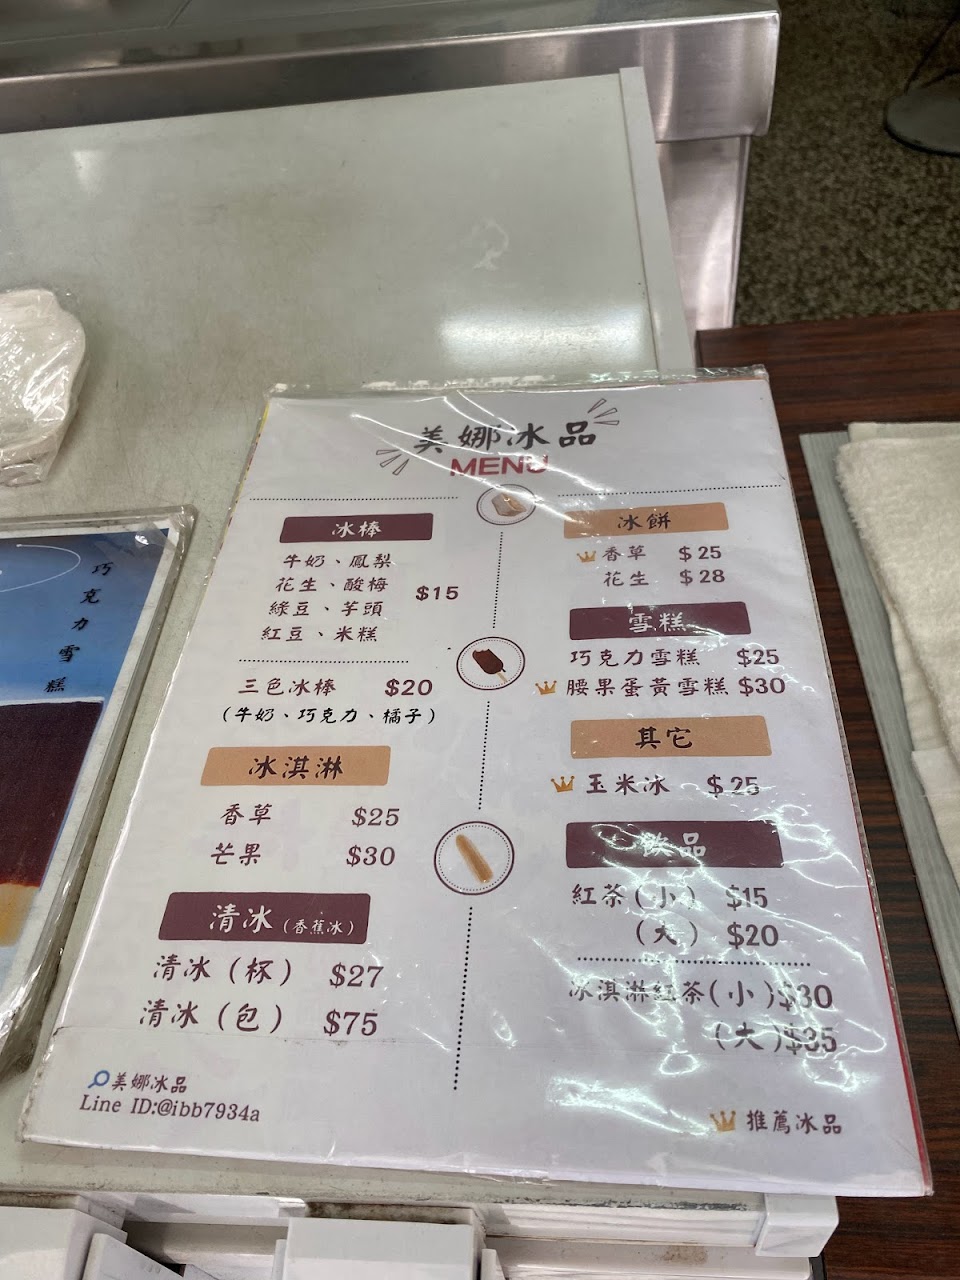 美娜冰品
MENU
冰棒
牛奶、鳳梨
花生、酸梅
綠豆、芋頭
紅豆、米糕
$15
三色冰棒 $20
(牛奶、巧克力、橘子)
冰淇淋
香草 $25
芒果 $30
清冰(香蕉冰)
清冰(杯) $27
清冰(包) $75
美娜冰品
Line ID:@ibb7934a
冰餅
香草 $25
花生 $28
雪糕
巧克力雪糕 $25
腰果蛋黃雪糕 $30
其它
玉米冰 $25
飲品
紅茶(小) $15
(大) $20
冰淇淋紅茶(小)$30
(大)$35
推薦冰品
巧克力雪糕